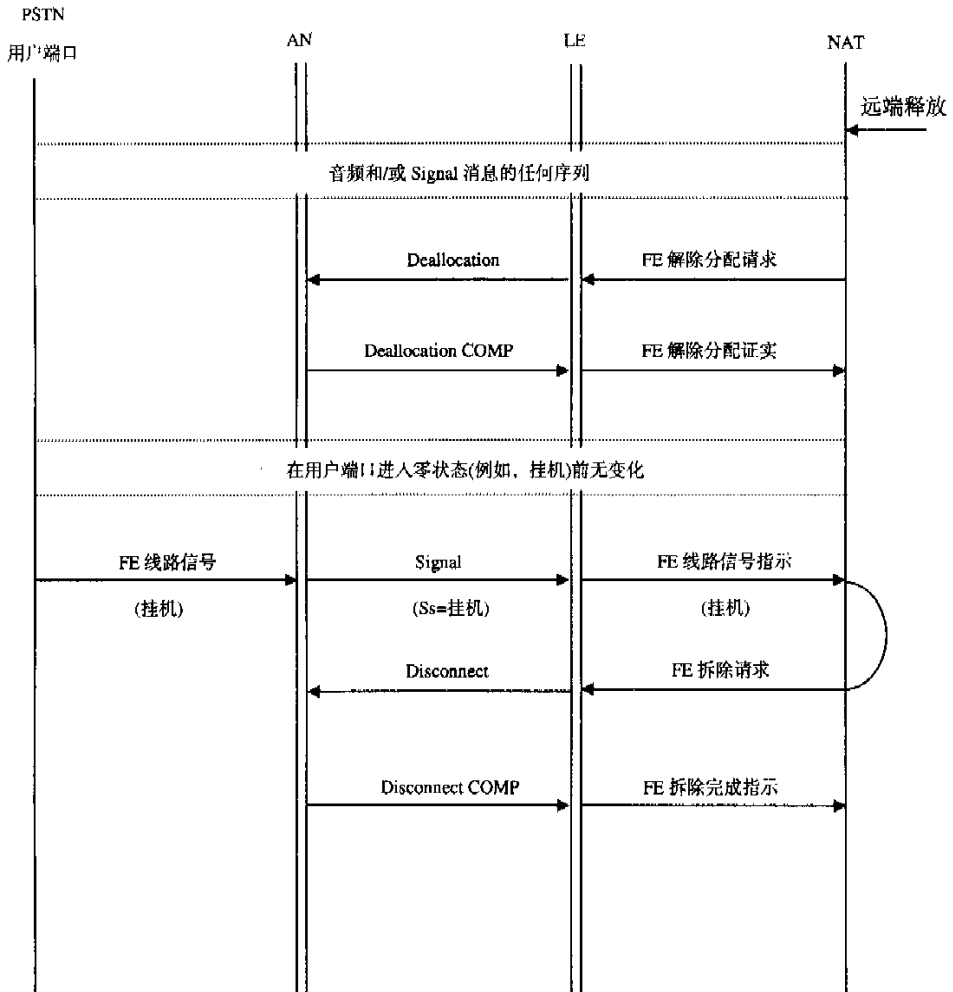 PSTN
用户端口
AN
LE
NAT
远端释放
音频和/或 Signal 消息的任何序列
Deallocation
FE 解除分配请求
Deallocation COMP
FE 解除分配证实
在用户端口进入零状态(例如，挂机)前无变化
FE 线路信号
Signal
FE 线路信号指示
(挂机)
(Ss=挂机)
(挂机)
Disconnect
FE 拆除请求
Disconnect COMP
FE 拆除完成指示